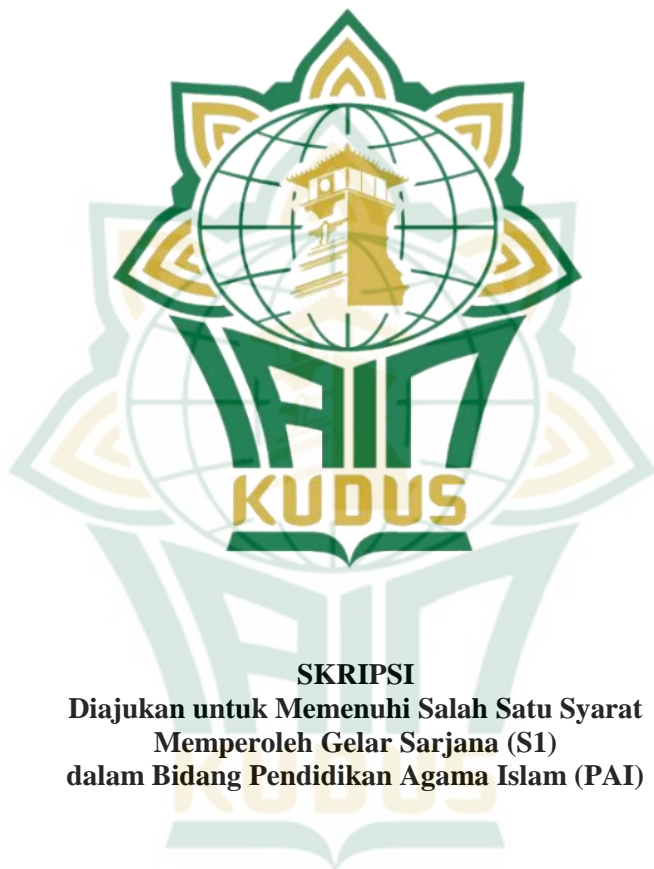 IAIN
KUDUS
SKRIPSI
Diajukan untuk Memenuhi Salah Satu Syarat
Memperoleh Gelar Sarjana (S1)
dalam Bidang Pendidikan Agama Islam (PAI)